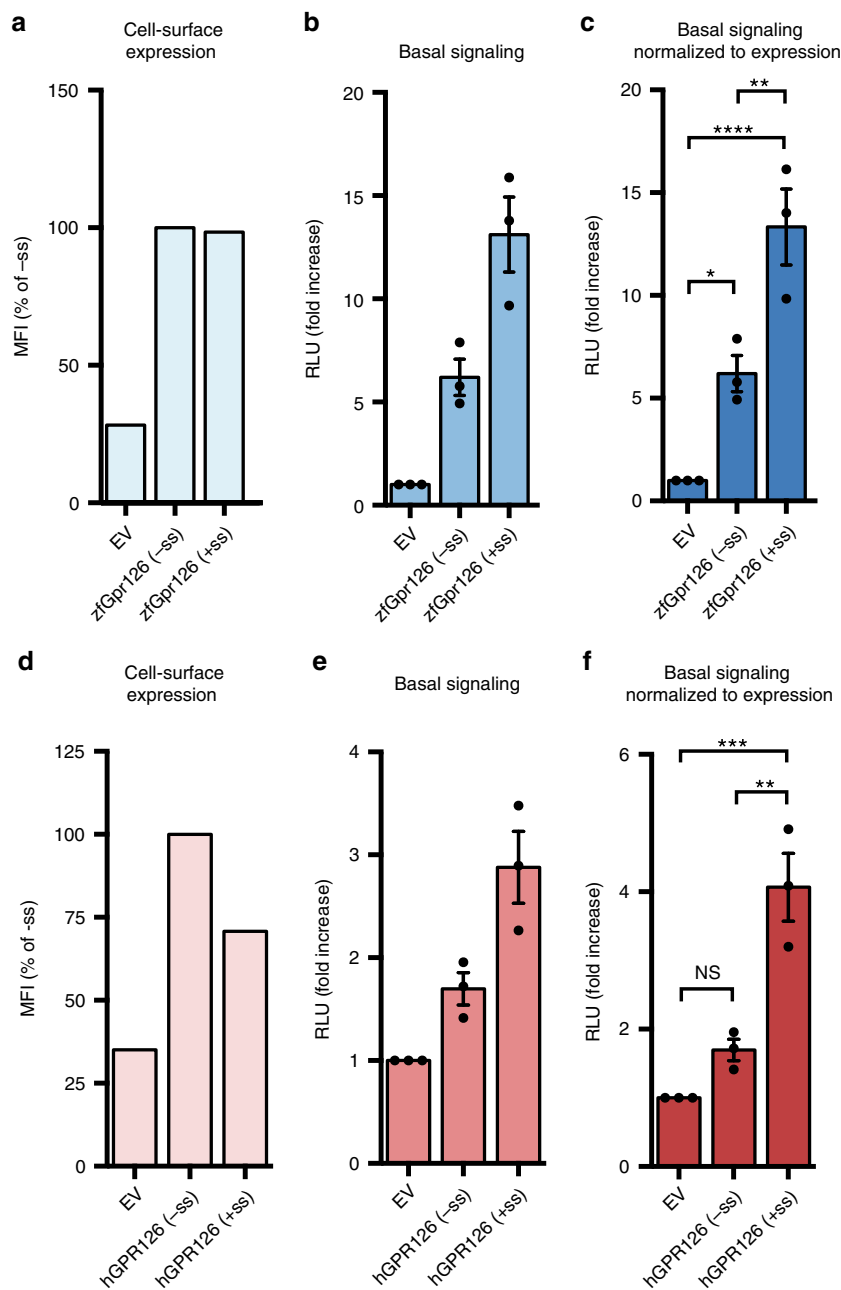 a
Cell-surface
expression
MFI (% of –ss)
150
100
50
0
EV
zfGpr126 (–ss)
zfGpr126 (+ss)
b
Basal signaling
RLU (fold increase)
20
15
10
5
0
EV
zfGpr126 (–ss)
zfGpr126 (+ss)
c
Basal signaling
normalized to expression
RLU (fold increase)
20
15
10
5
0
**
****
*
EV
zfGpr126 (–ss)
zfGpr126 (+ss)
d
Cell-surface
expression
MFI (% of -ss)
125
100
75
50
25
0
EV
hGPR126 (–ss)
hGPR126 (+ss)
e
Basal signaling
RLU (fold increase)
4
3
2
1
0
EV
hGPR126 (–ss)
hGPR126 (+ss)
f
Basal signaling
normalized to expression
RLU (fold increase)
6
4
2
0
***
**
NS
EV
hGPR126 (–ss)
hGPR126 (+ss)